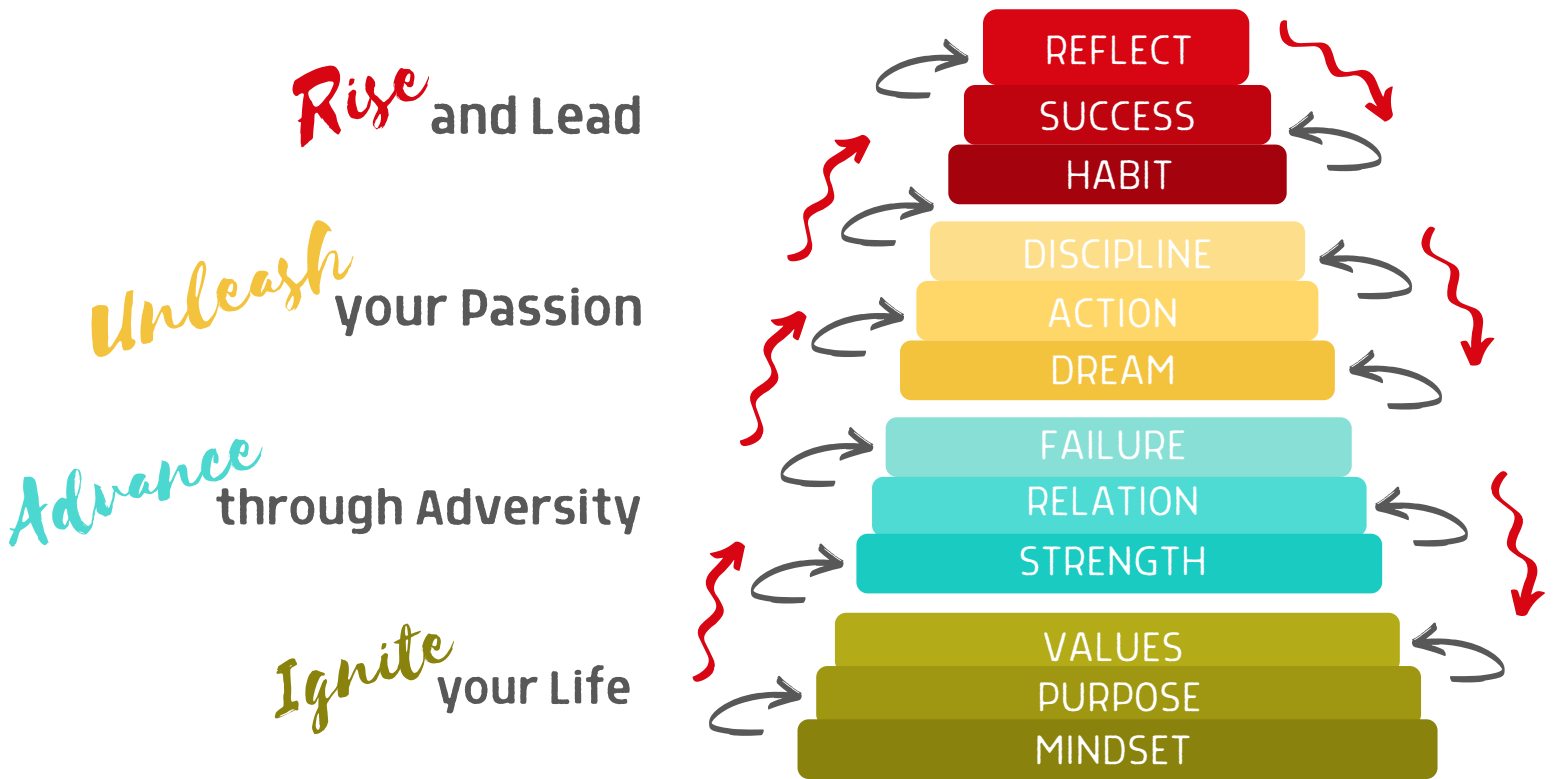 Rise and Lead
REFLECT
SUCCESS
HABIT
Unleash your Passion
DISCIPLINE
ACTION
DREAM
Advance through Adversity
FAILURE
RELATION
STRENGTH
Ignite your Life
VALUES
PURPOSE
MINDSET